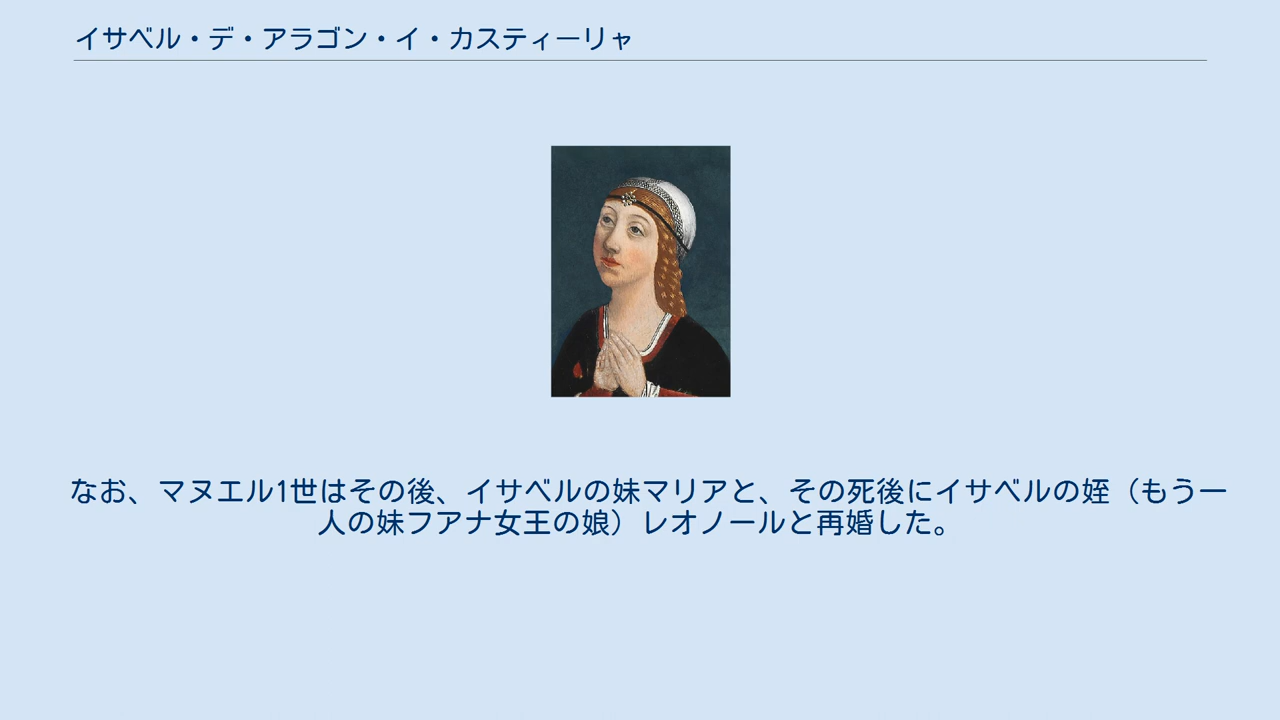 イサベル・デ・アラゴン・イ・カスティーリャ
なお、マヌエル1世はその後、イサベルの妹マリアと、その死後にイサベルの姪（もう一
人の妹フアナ女王の娘）レオノールと再婚した。